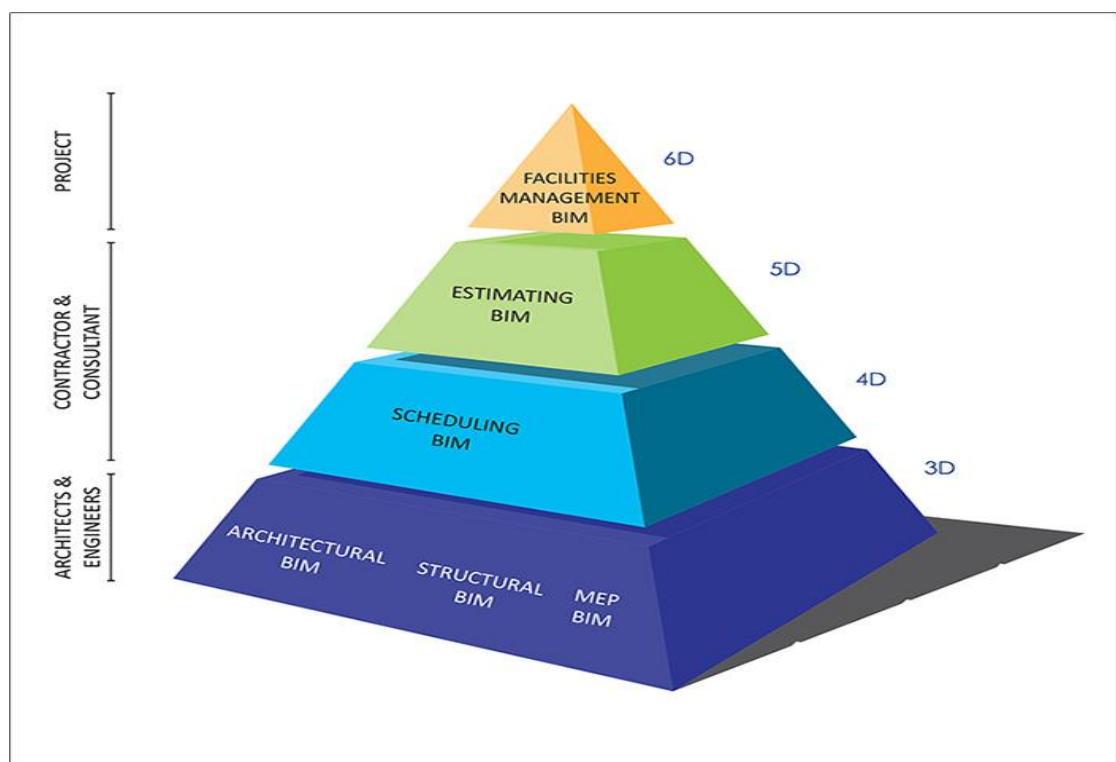 PROJECT
6D
FACILITIES
MANAGEMENT
BIM
CONTRACTOR &
CONSULTANT
5D
ESTIMATING
BIM
4D
SCHEDULING
BIM
ARCHITECTS &
ENGINEERS
3D
ARCHITECTURAL
BIM
STRUCTURAL
BIM
MEP
BIM